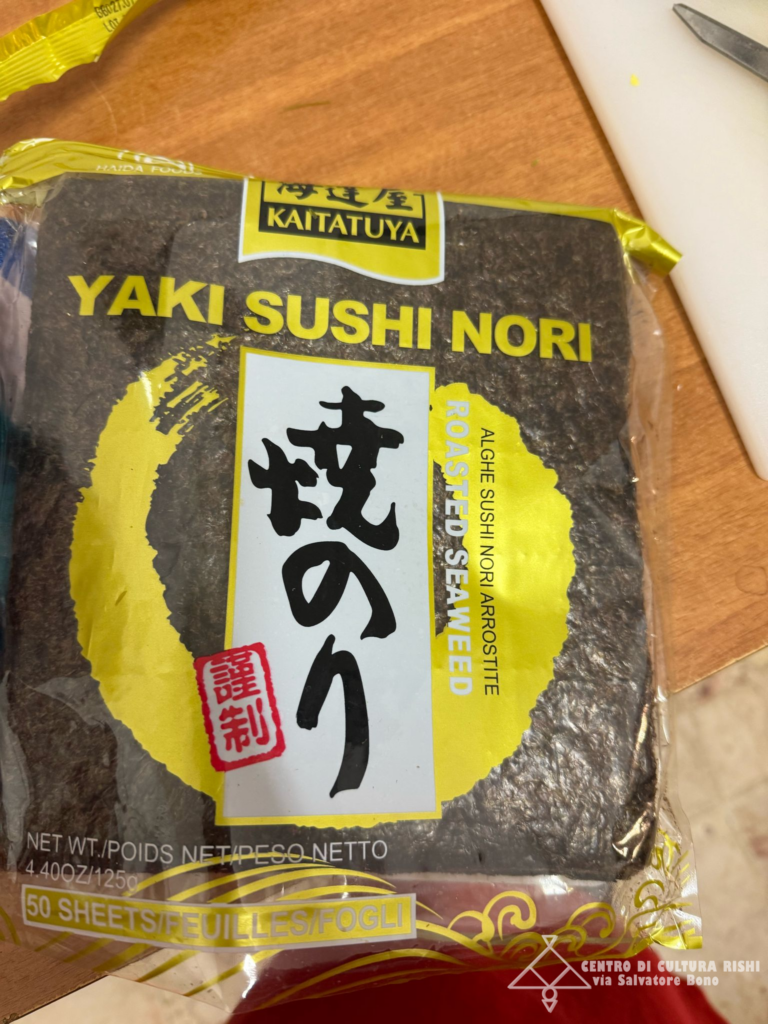 HAIDA FOOD
海達屋
KAITATUYA
YAKI SUSHI NORI
焼のり
謹制
ROASTED SEAWEED
ALGHE SUSHI NORI ARROSTITE
NET WT./POIDS NET/PESO NETTO
4.40OZ/125g
50 SHEETS/FEUILLES/FOGLI
CENTRO DI CULTURA RISHI
via Salvatore Bono